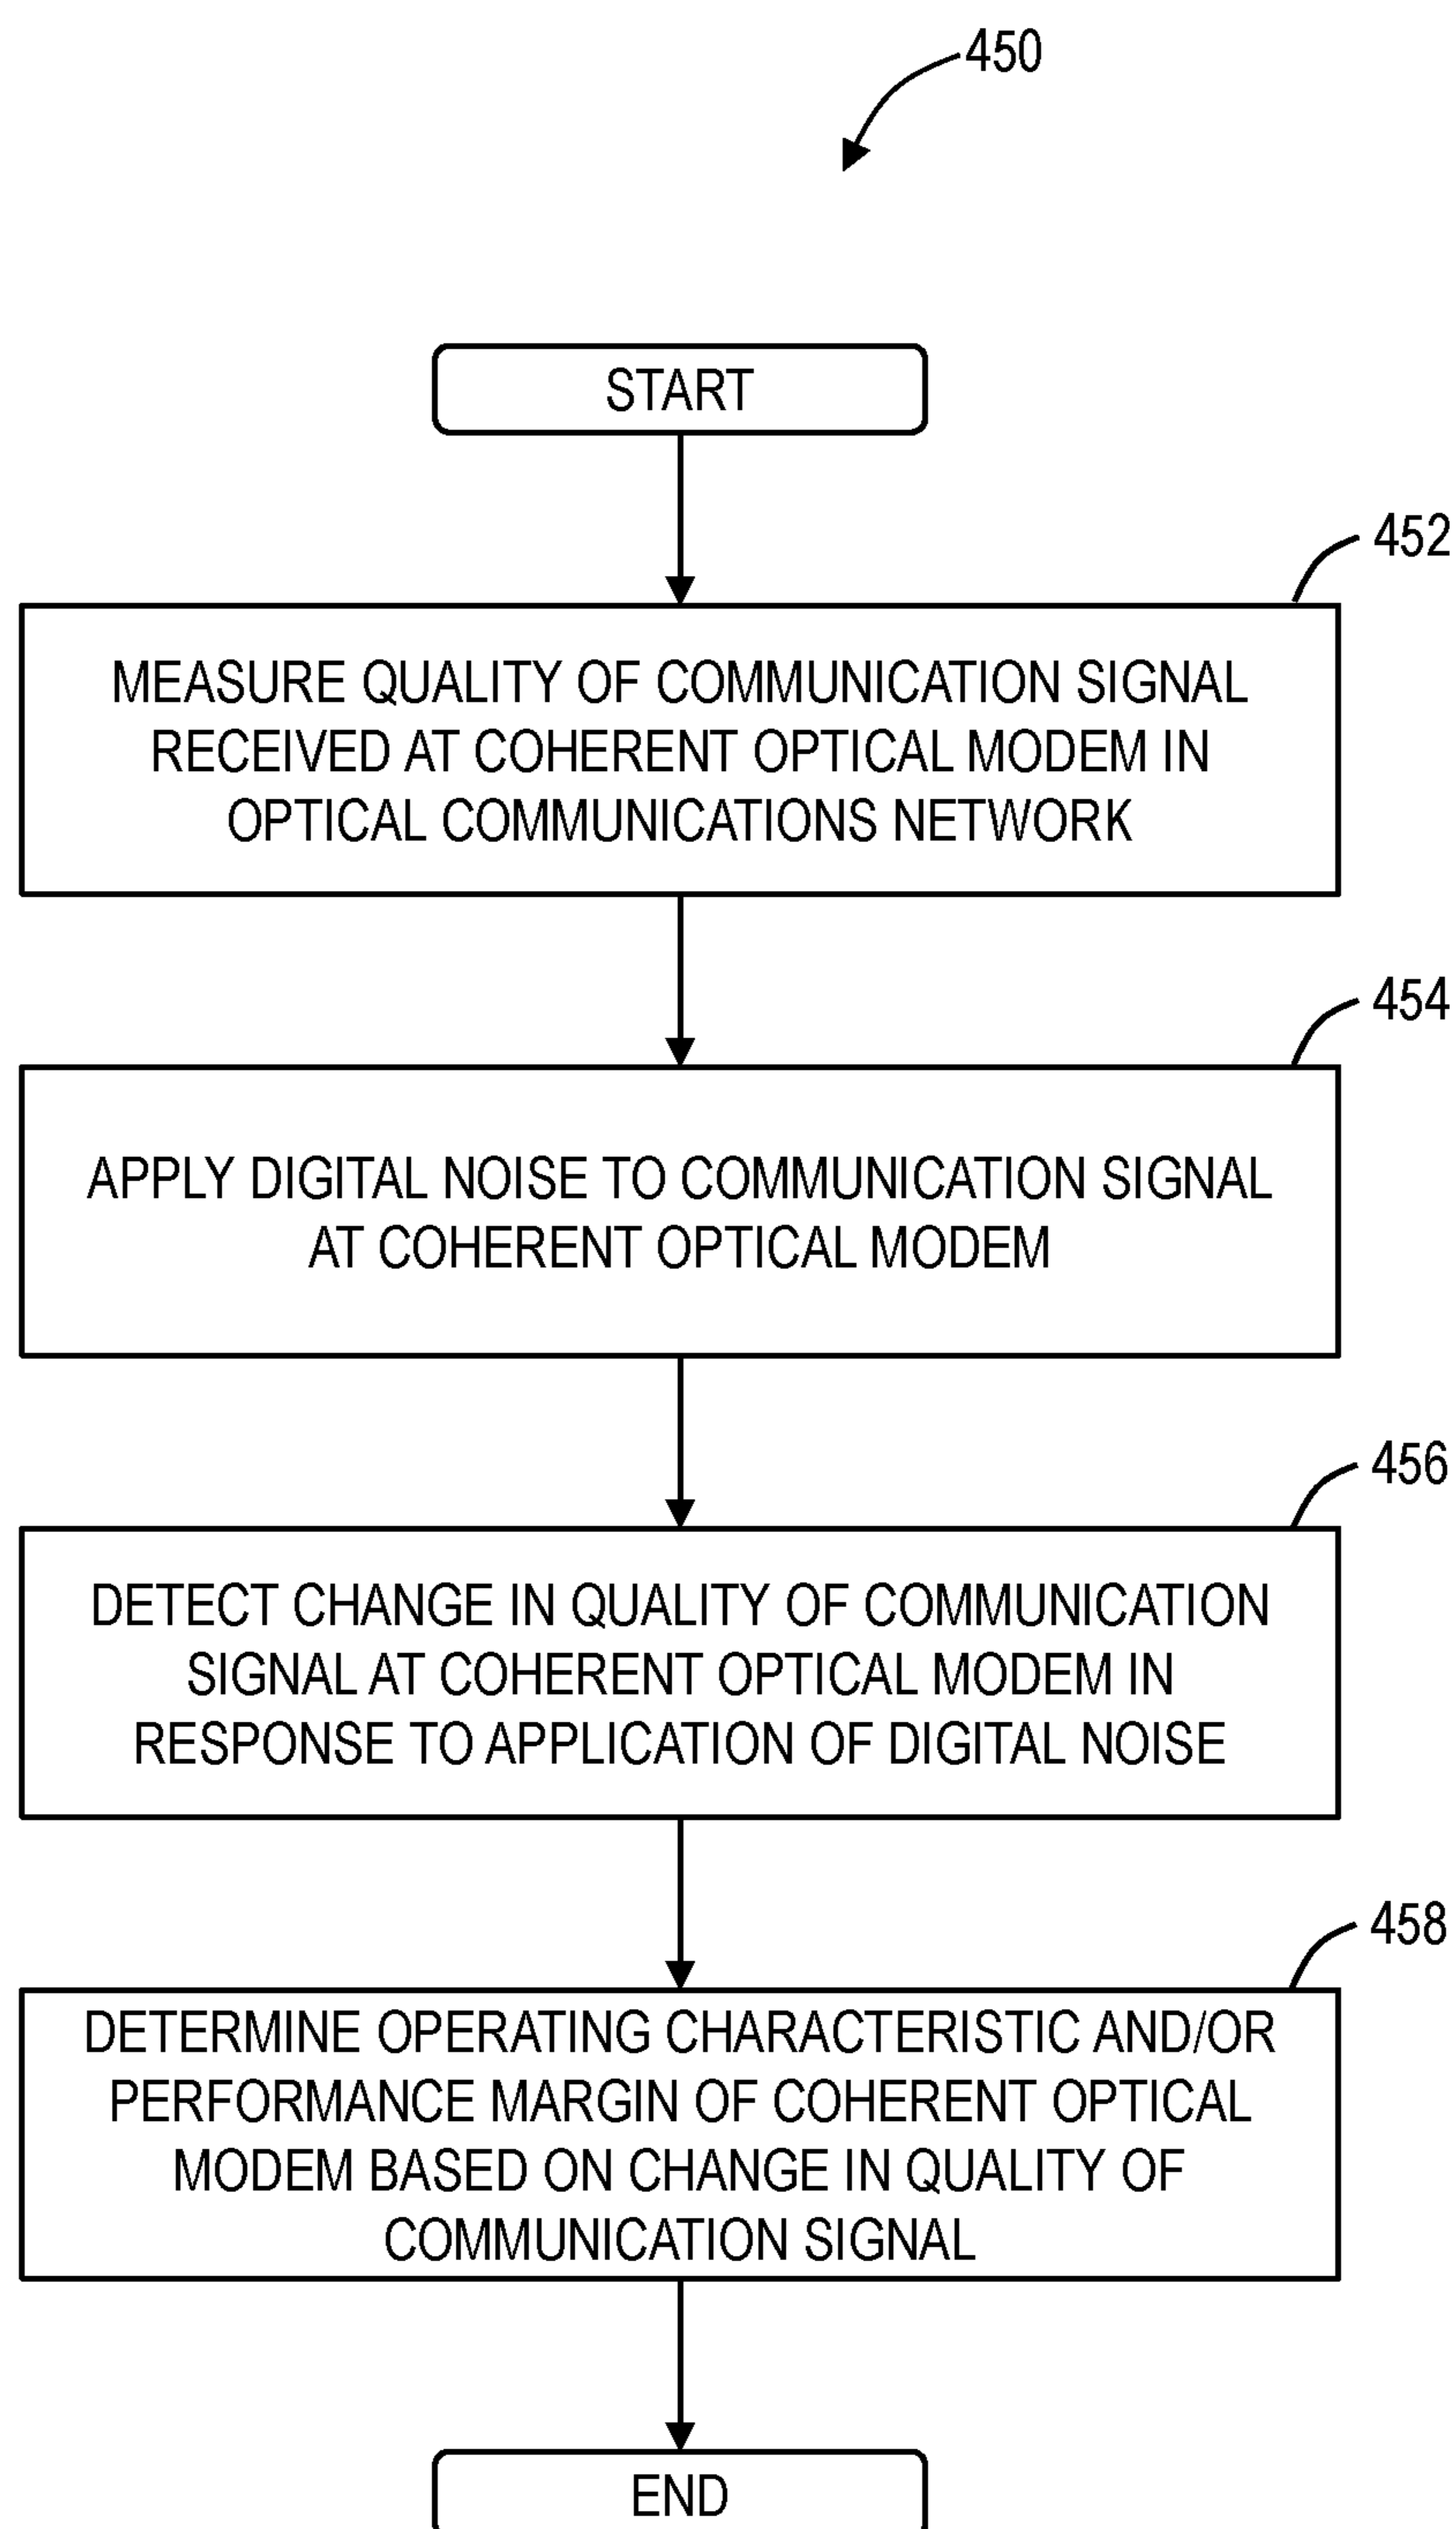 450
START
452
MEASURE QUALITY OF COMMUNICATION SIGNAL
RECEIVED AT COHERENT OPTICAL MODEM IN
OPTICAL COMMUNICATIONS NETWORK
454
APPLY DIGITAL NOISE TO COMMUNICATION SIGNAL
AT COHERENT OPTICAL MODEM
456
DETECT CHANGE IN QUALITY OF COMMUNICATION
SIGNAL AT COHERENT OPTICAL MODEM IN
RESPONSE TO APPLICATION OF DIGITAL NOISE
458
DETERMINE OPERATING CHARACTERISTIC AND/OR
PERFORMANCE MARGIN OF COHERENT OPTICAL
MODEM BASED ON CHANGE IN QUALITY OF
COMMUNICATION SIGNAL
END